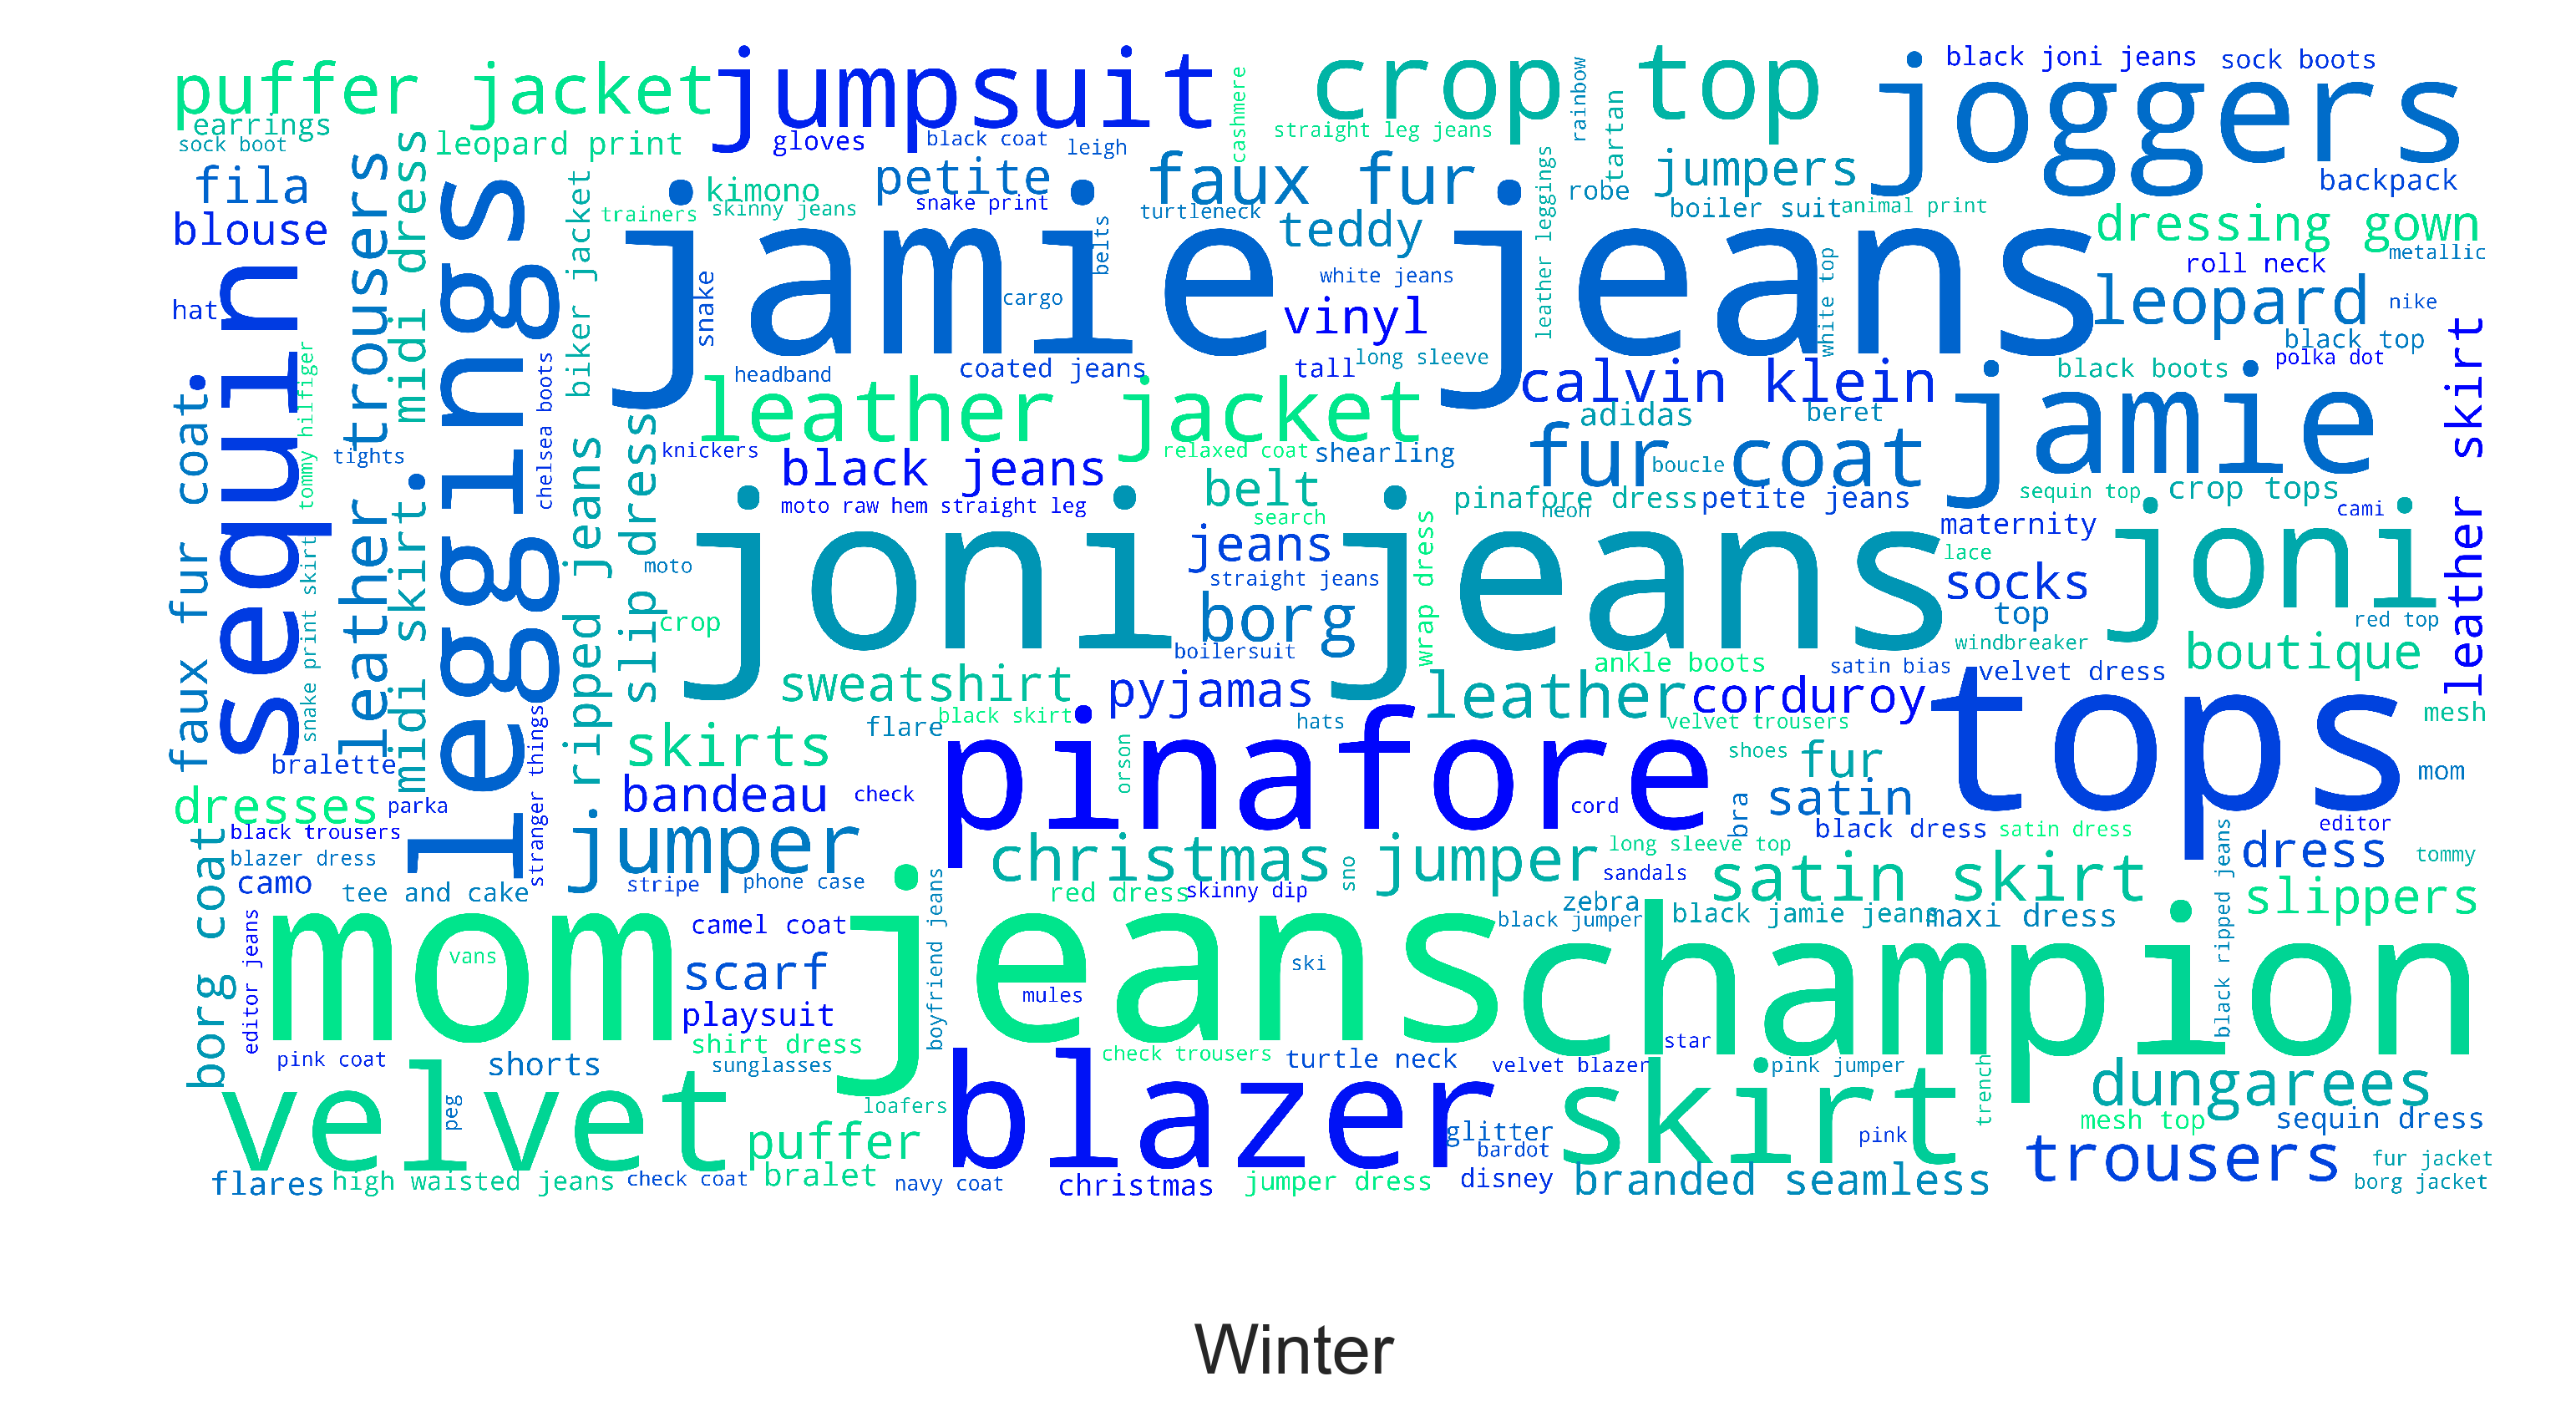 puffer jacket
jumpsuit
crop top
joggers
black joni jeans
sock boots
earrings
sock boot
leopard print
gloves
black coat
leigh
cashmere
straight leg jeans
rainbow
tartan
jumpers
backpack
fila
blouse
kimono
petite
faux fur
robe
trainers
skinny jeans
snake print
turtleneck
teddy
boiler suit
animal print
dressing gown
metallic
hat
sequin
leather trousers
midi dress
leggings
biker jacket
jamie jeans
snake
belts
cargo
white jeans
leather leggings
white top
roll neck
leopard
nike
vinyl
black top
polka dot
headband
coated jeans
tall
long sleeve
calvin klein
black boots
jamie
leather skirt
faux fur coat
tommy hilfiger
tights
midi skirt
chelsea boots
ripped jeans
slip dress
leather jacket
adidas
beret
knickers
black jeans
relaxed coat
shearling
fur coat
boucle
belt
moto raw hem straight leg
search
pinafore dress
neon
petite jeans
sequin top
crop tops
cami
maternity
joni jeans
moto
jeans
straight jeans
wrap dress
lace
socks
joni
crop
borg
top
red top
boilersuit
windbreaker
boutique
snake print skirt
sweatshirt
pyjamas
ankle boots
satin bias
velvet dress
leather
corduroy
tops
mesh
flare
black skirt
hats
velvet trousers
skirts
bralette
stranger things
pinafore
orson
shoes
fur
mom
dresses
parka
bandeau
check
cord
bra
satin
black trousers
black dress
satin dress
editor
blazer dress
jumper
christmas jumper
long sleeve top
dress
tommy
borg coat
camo
tee and cake
stripe
phone case
red dress
skinny dip
sno
sandals
satin skirt
slippers
zebra
black jumper
black jamie jeans
maxi dress
black ripped jeans
mom jeans
editor jeans
vans
camel coat
scarf
boyfriend jeans
ski
mules
champion
playsuit
pink coat
shorts
shirt dress
sunglasses
check trousers
turtle neck
velvet blazer
star
pink jumper
trench
dungarees
velvet
peg
loafers
blazer
skirt
puffer
glitter
bardot
pink
mesh top
sequin dress
trousers
fur jacket
flares
high waisted jeans
check coat
bralet
navy coat
christmas
jumper dress
disney
branded seamless
borg jacket
Winter